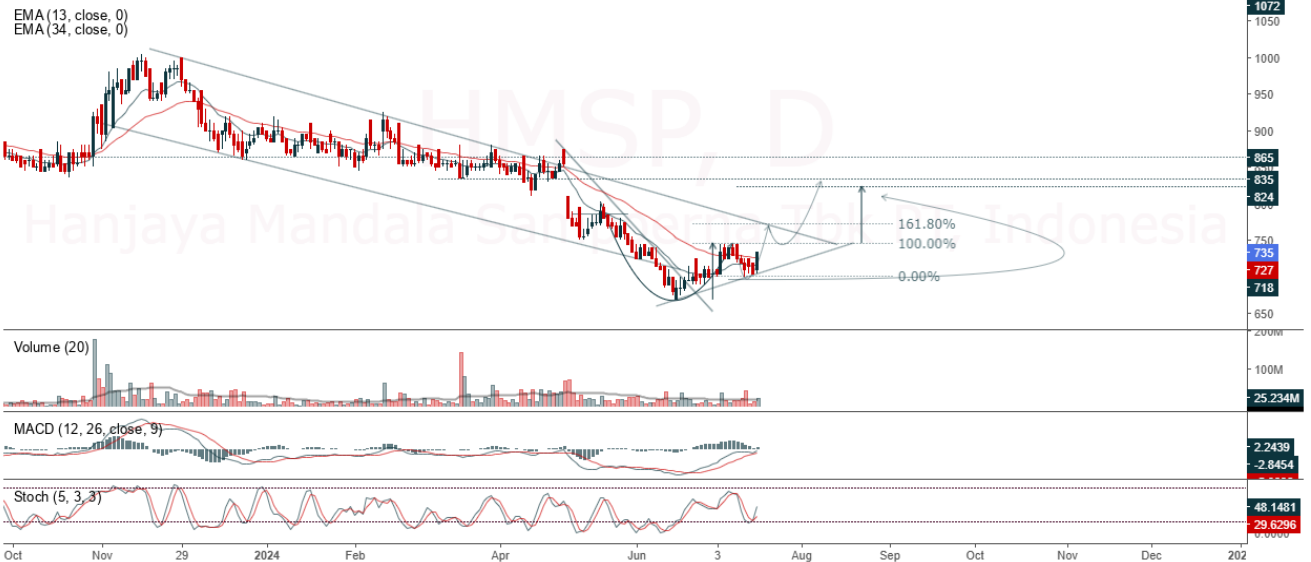 EMA (13, close, 0)
EMA (34, close, 0)
HMSP, D
Hanjaya Mandala Indonesia
1072
1050
1000
950
900
865
835
824
750
735
727
718
650
161.80%
100.00%
0.00%
Volume (20)
200M
100M
25.234M
MACD (12, 26, close, 9)
2.2439
-2.8454
Stoch (5, 3, 3)
48.1481
29.6296
0.0000
Oct Nov 29 2024 Feb Apr Jun 3 Aug Sep Oct Nov Dec 202